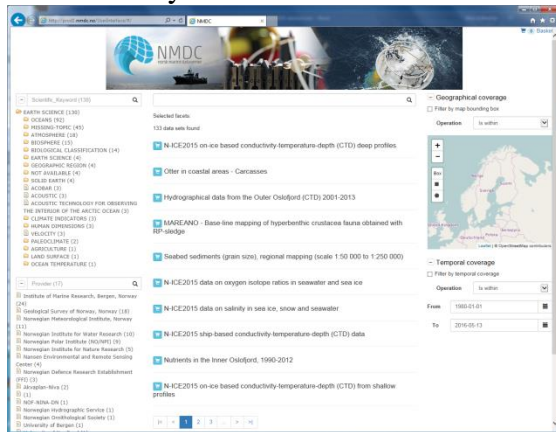 NMDC
Basket
NMDC
Scientific_Keyword (130)
EARTH SCIENCE (130)
OCEANS (92)
MISSING-TOPIC (45)
ATMOSPHERE (18)
BIOSPHERE (15)
BIOLOGICAL CLASSIFICATION (14)
EARTH SCIENCE (4)
GEOGRAPHIC REGION (4)
NOT AVAILABLE (4)
SOLID EARTH (4)
ACOBAR (3)
ACOUSTIC (3)
ACOUSTIC TECHNOLOGY FOR OBSERVING
THE INTERIOR OF THE ARCTIC OCEAN (3)
CLIMATE INDICATORS (3)
HUMAN DIMENSIONS (3)
VELOCITY (3)
PALEOCLIMATE (2)
AGRICULTURE (1)
LAND SURFACE (1)
OCEAN TEMPERATURE (1)
Provider (17)
Institute of Marine Research, Bergen, Norway
(24)
Geological Survey of Norway, Norway (18)
Norwegian Meteorological Institute, Norway
(11)
Norwegian Institute for Water Research (10)
Norwegian Polar Institute (NO/NPI) (9)
Norwegian Institute for Nature Research (5)
Nansen Environmental and Remote Sensing
Center (4)
Norwegian Defence Research Establishment
(FFI) (3)
Akvaplan-Niva (2)
(1)
NOF-NINA-DN (1)
Norwegian Hydrographic Service (1)
Norwegian Ornithological Society (1)
University of Bergen (1)
Selected facets:
133 data sets found
N-ICE2015 on-ice based conductivity-temperature-depth (CTD) deep profiles
Otter in coastal areas - Carcasses
Hydrographical data from the Outer Oslofjord (CTD) 2001-2013
MAREANO - Base-line mapping of hyperbenthic crustacea fauna obtained with
RP-sledge
Seabed sediments (grain size), regional mapping (scale 1:50 000 to 1:250 000)
N-ICE2015 data on oxygen isotope ratios in seawater and sea ice
N-ICE2015 data on salinity in sea ice, snow and seawater
N-ICE2015 ship-based conductivity-temperature-depth (CTD) data
Nutrients in the Inner Oslofjord, 1990-2012
N-ICE2015 on-ice based conductivity-temperature-depth (CTD) from shallow
profiles
1 2 3 ...
Geographical coverage
Filter by map bounding box
Operation Is within
+
−
Box
Leaflet | © OpenStreetMap contributors
Temporal coverage
Filter by temporal coverage
Operation Is within
From 1980-01-01
To 2016-05-13